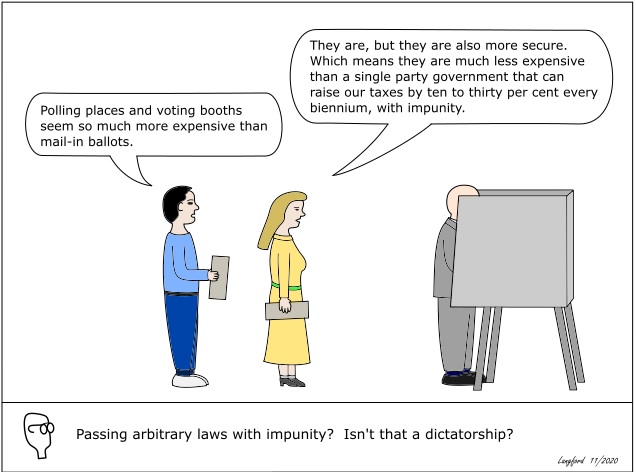 Polling places and voting booths
seem so much more expensive than
mail-in ballots.
They are, but they are also more secure.
Which means they are much less expensive
than a single party government that can
raise our taxes by ten to thirty per cent every
biennium, with impunity.
Passing arbitrary laws with impunity?  Isn't that a dictatorship?
Langford 11/2020